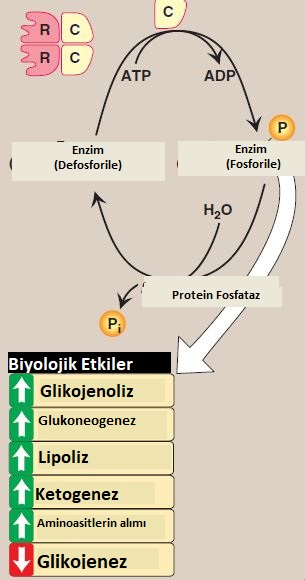 C
R C
R C
ATP ADP
P
Enzim
(Defosforile)
Enzim
(Fosforile)
H₂O
Protein Fosfataz
Pi
Biyolojik Etkiler
Glikojenoliz
Glukoneogenez
Lipoliz
Ketogenez
Aminoasitlerin alımı
Glikojenez